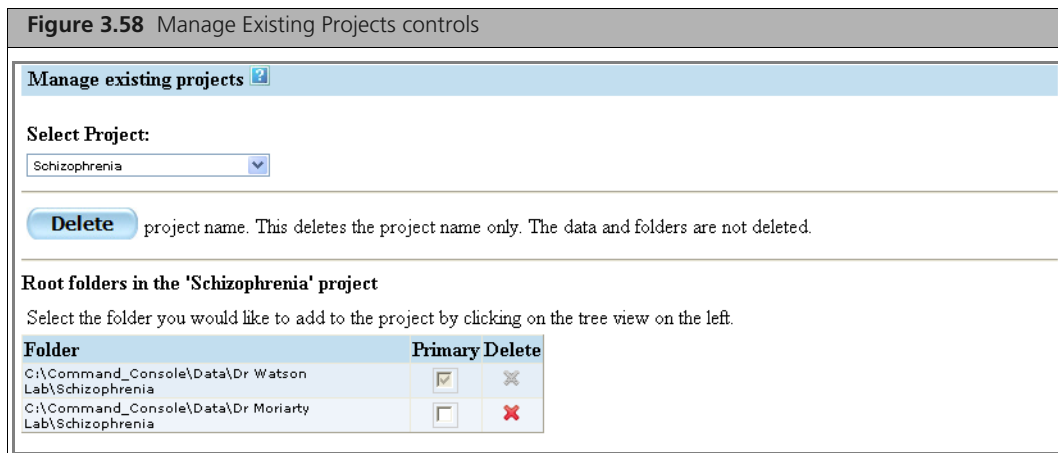 Figure 3.58 Manage Existing Projects controls
Manage existing projects ?
Select Project:
Schizophrenia
Delete project name. This deletes the project name only. The data and folders are not deleted.
Root folders in the 'Schizophrenia' project
Select the folder you would like to add to the project by clicking on the tree view on the left.
Folder Primary Delete
C:\Command_Console\Data\Dr Watson
Lab\Schizophrenia
C:\Command_Console\Data\Dr Moriarty
Lab\Schizophrenia